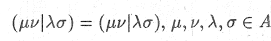 (μν|λσ) = (μν|λσ), μ, ν, λ, σ ∈ A